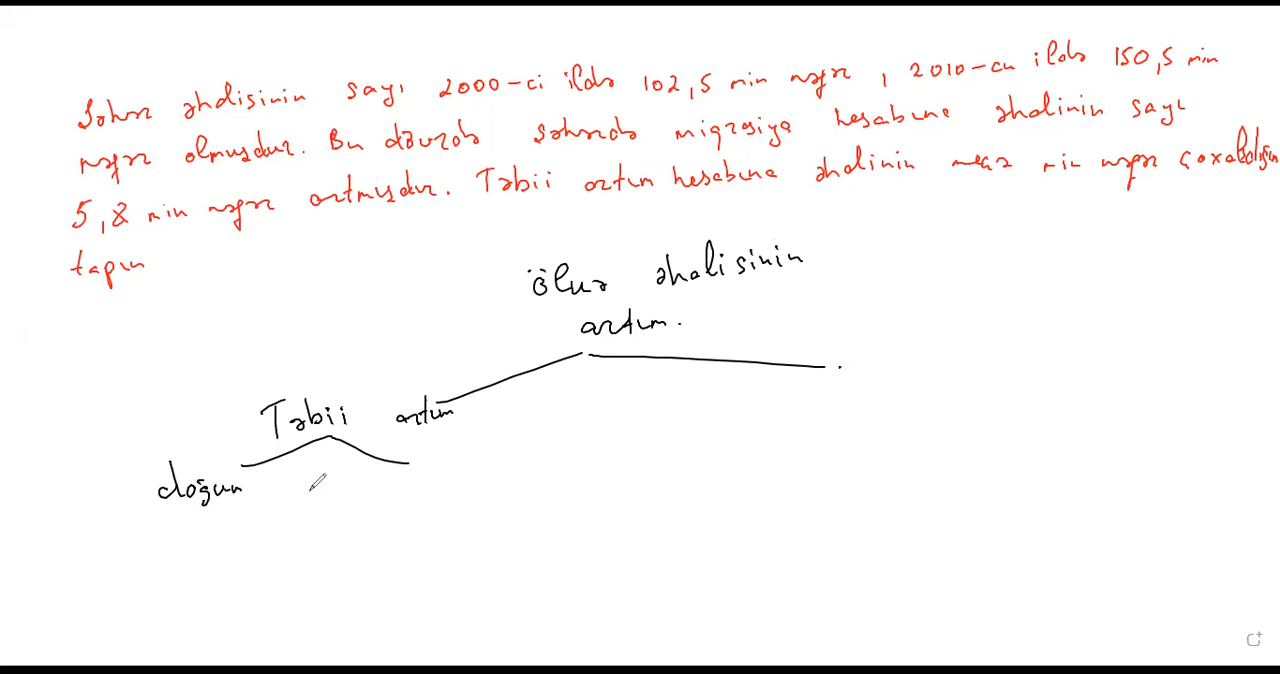 Şəhər əhalisinin sayı 2000-ci ildə 102,5 min nəfər, 2010-cu ildə 150,5 min
nəfər olmuşdur. Bu dövrdə şəhərdə miqrasiya hesabına əhalinin sayı
5,8 min nəfər artmışdır. Təbii artım hesabına əhalinin neçə min nəfər çoxaldığın
tapın
ölkə əhalisinin
artım.
Təbii artım
doğum